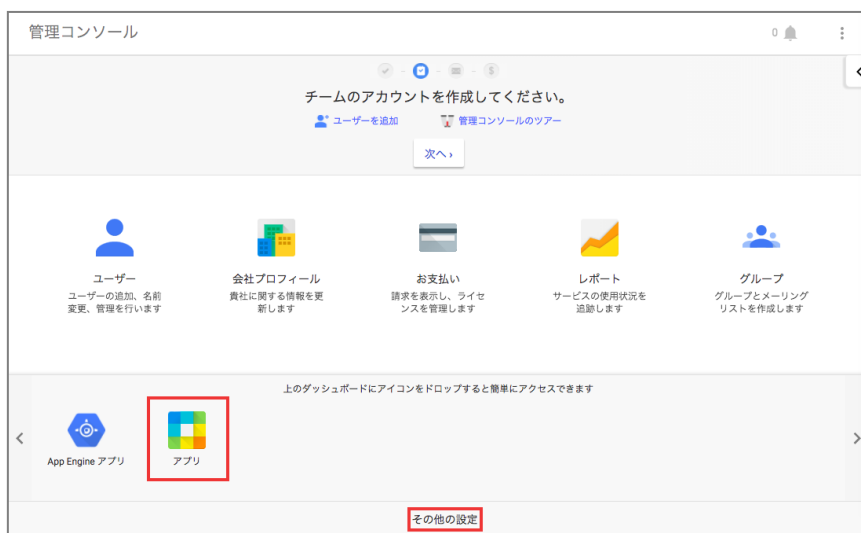 管理コンソール
0
チームのアカウントを作成してください。
ユーザーを追加
管理コンソールのツアー
次へ ›
ユーザー
ユーザーの追加、名前
変更、管理を行います
会社プロフィール
貴社に関する情報を更
新します
お支払い
請求を表示し、ライセ
ンスを管理します
レポート
サービスの使用状況を
追跡します
グループ
グループとメーリング
リストを作成します
上のダッシュボードにアイコンをドロップすると簡単にアクセスできます
App Engine アプリ
アプリ
その他の設定